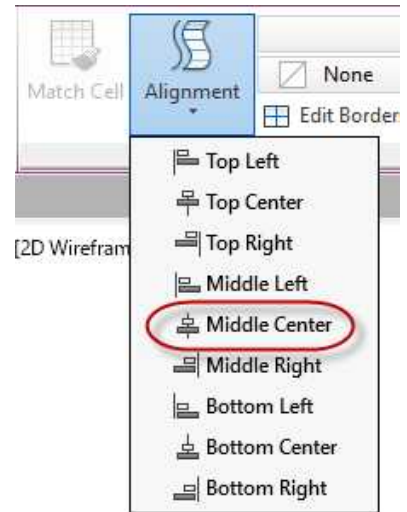 Match Cell
Alignment
None
Edit Border
Top Left
Top Center
Top Right
[2D Wirefram
Middle Left
Middle Center
Middle Right
Bottom Left
Bottom Center
Bottom Right